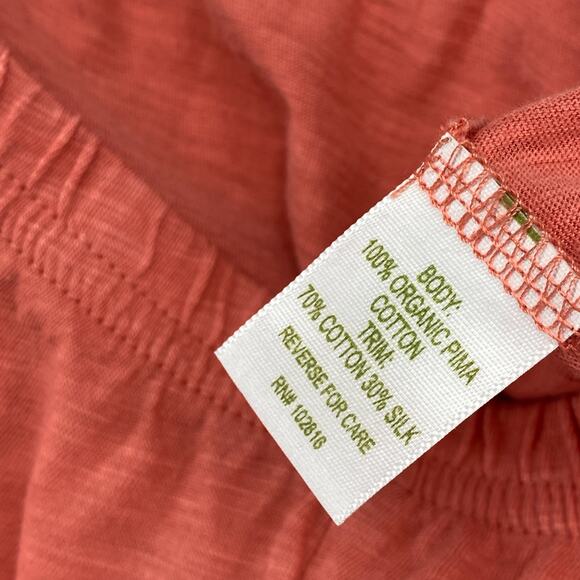 BODY:
100% ORGANIC PIMA
COTTON
TRIM:
70% COTTON 30% SILK
REVERSE FOR CARE
RN# 102816